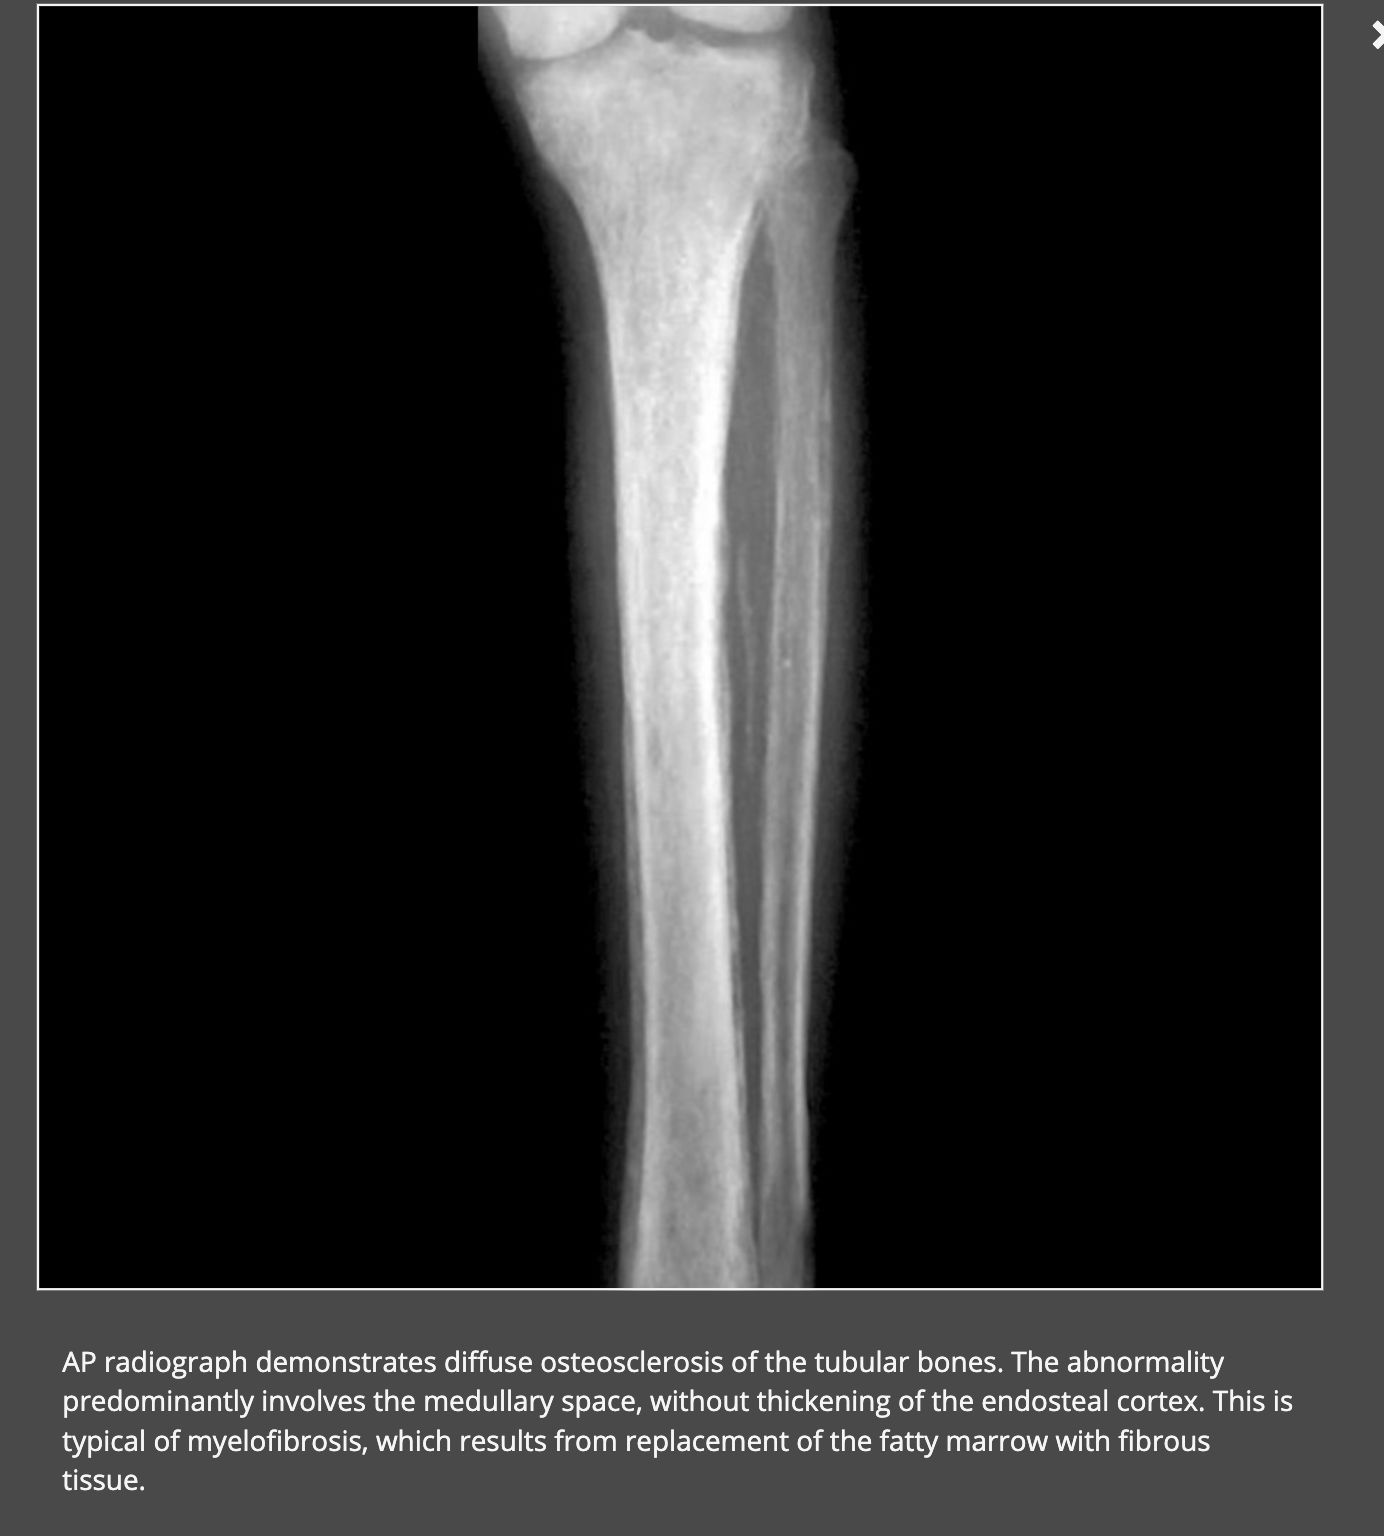 AP radiograph demonstrates diffuse osteosclerosis of the tubular bones. The abnormality
predominantly involves the medullary space, without thickening of the endosteal cortex. This is
typical of myelofibrosis, which results from replacement of the fatty marrow with fibrous
tissue.